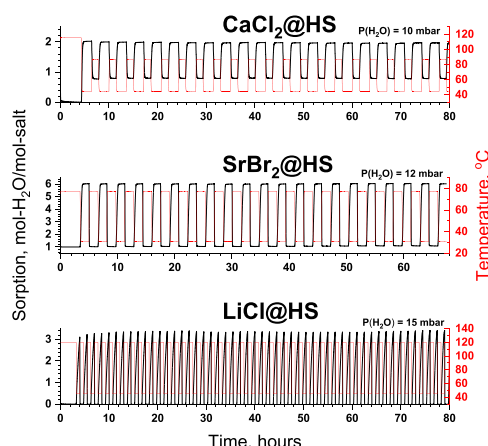 CaCl2@HS
P(H2O) = 10 mbar
2
1
0
120
100
80
60
40
0 10 20 30 40 50 60 70 80
SrBr2@HS
P(H2O) = 12 mbar
6
5
4
3
2
1
80
60
40
20
0 10 20 30 40 50 60
LiCl@HS
P(H2O) = 15 mbar
3
2
1
0
140
120
100
80
60
40
0 10 20 30 40 50 60 70 80
Sorption, mol-H2O/mol-salt
Temperature, °C
Time, hours